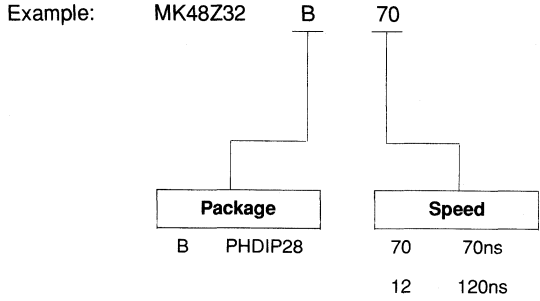 Example: MK48Z32 B 70
Package Speed
B PHDIP28 70 70ns
12 120ns